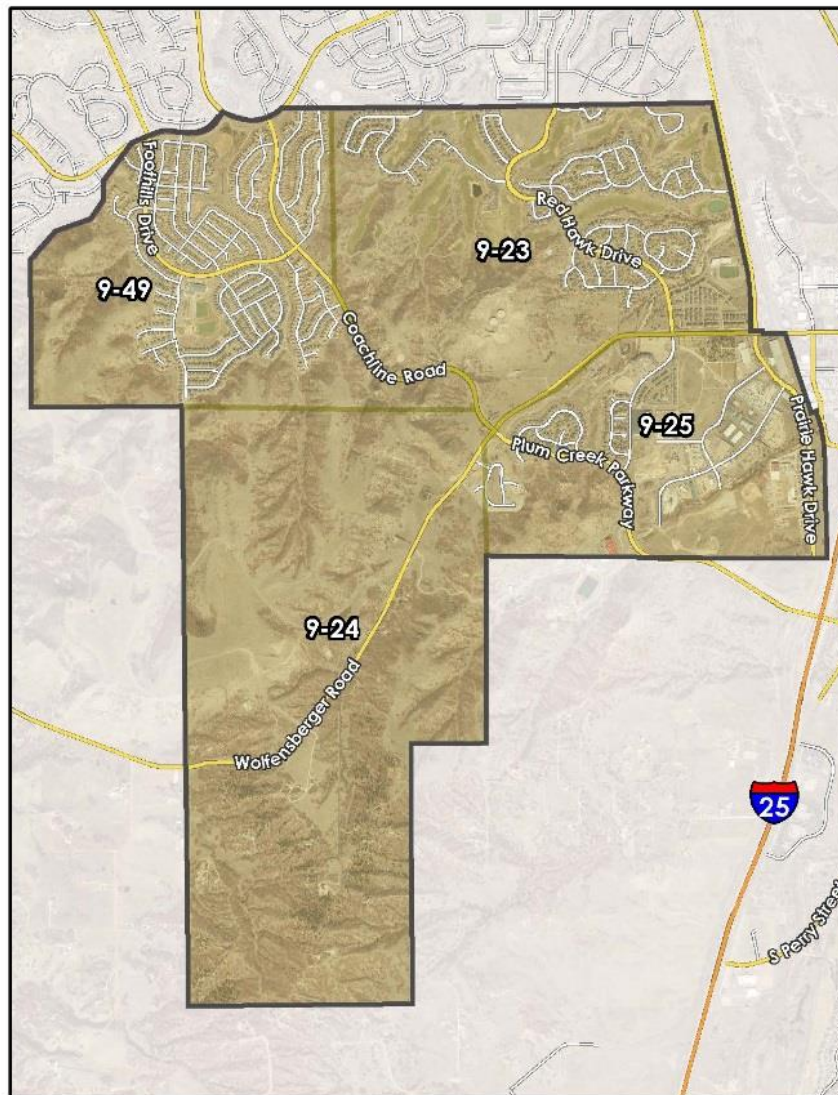 Foothills Drive
Red Hawk Drive
9-23
9-49
Coachline Road
Prairie Hawk Drive
9-25
Plum Creek Parkway
9-24
Wolfensberger Road
25
S Perry Street